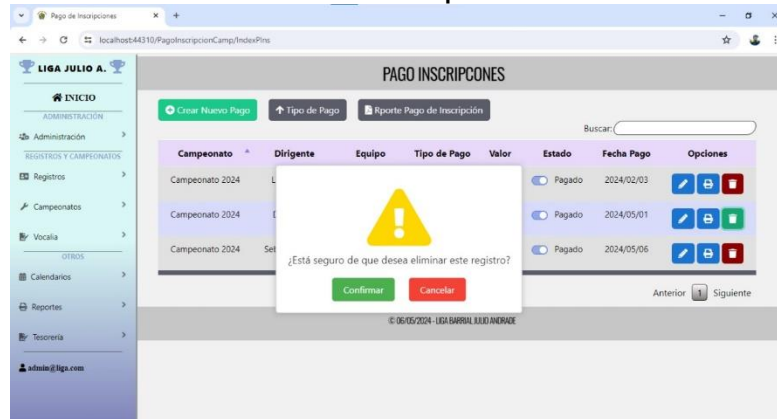 Pago de Inscripciones
localhost:44310/PagoInscripcionCamp/IndexPIns
LIGA JULIO A.
INICIO
ADMINISTRACIÓN
Administración
REGISTROS Y CAMPEONATOS
Registros
Campeonatos
Vocalia
OTROS
Calendarios
Reportes
Tesorería
admin@liga.com
PAGO INSCRIPCONES
Crear Nuevo Pago
Tipo de Pago
Rporte Pago de Inscripción
Buscar:
Campeonato Dirigente Equipo Tipo de Pago Valor Estado Fecha Pago Opciones
Campeonato 2024 Pagado 2024/02/03
Campeonato 2024 Pagado 2024/05/01
Campeonato 2024 Pagado 2024/05/06
¿Está seguro de que desea eliminar este registro?
Confirmar Cancelar
Anterior 1 Siguiente
© 06/05/2024 - LIGA BARRIAL JULIO ANDRADE